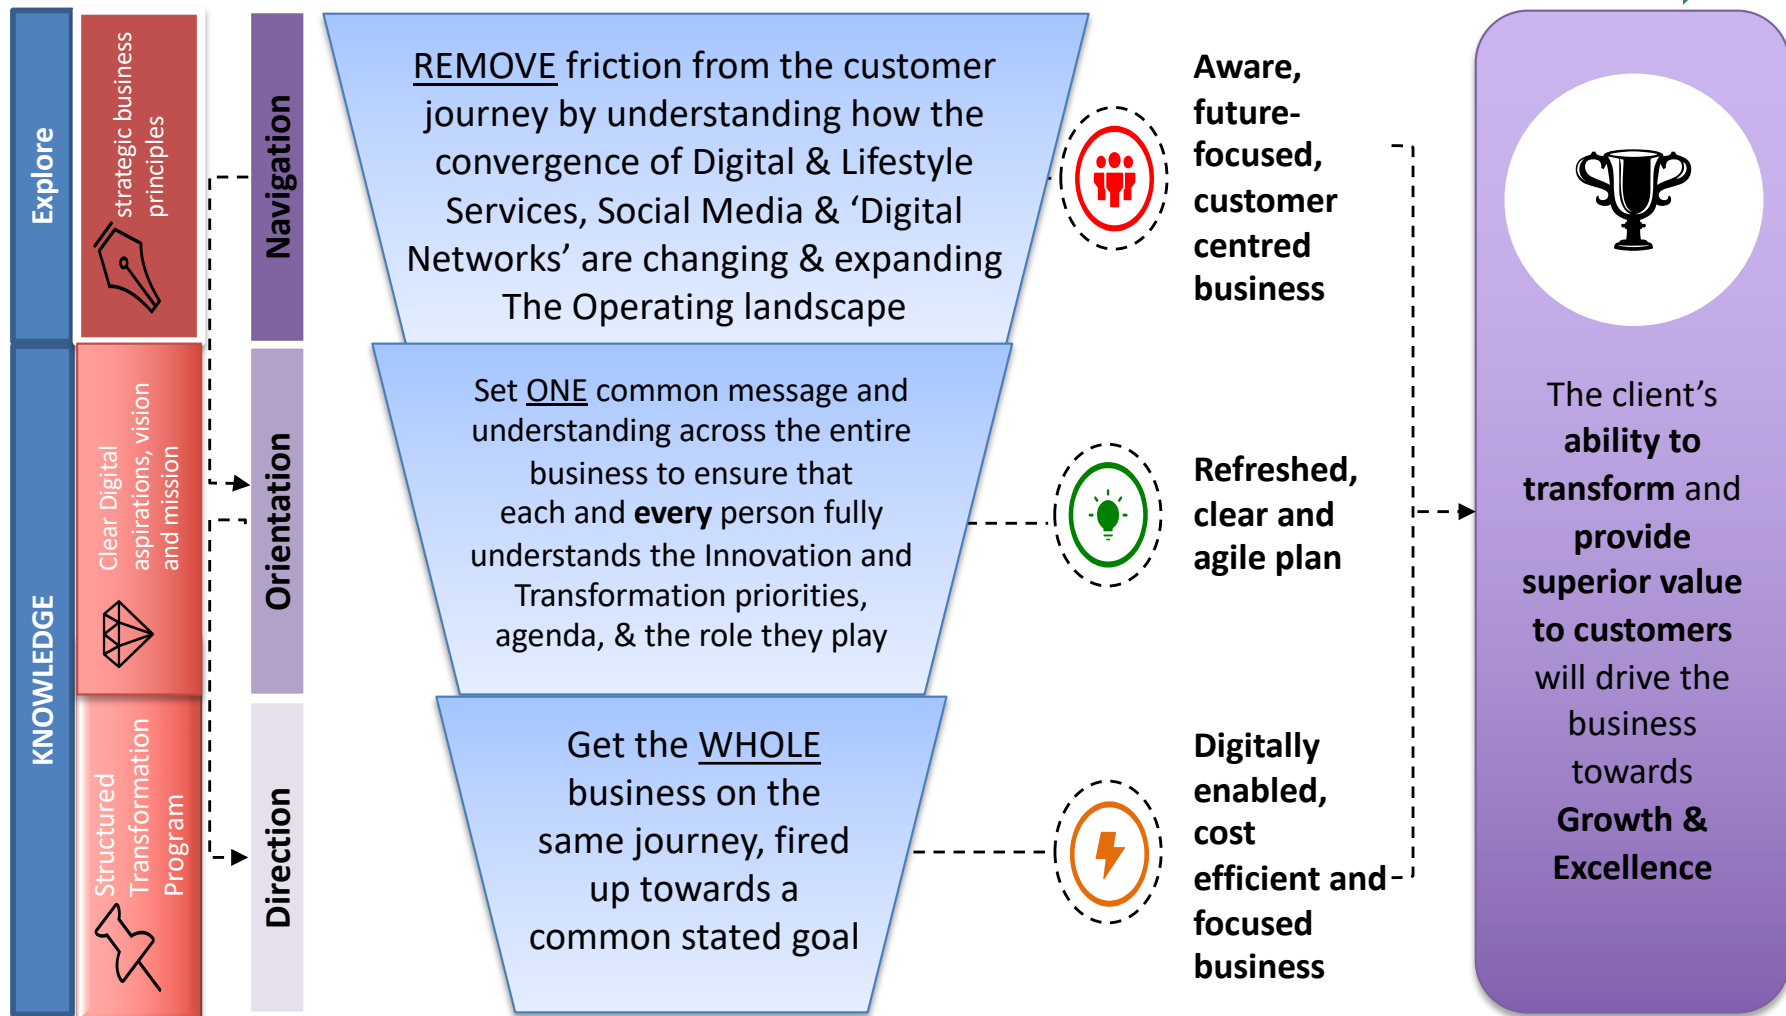 Explore
strategic business
principles
Navigation
REMOVE friction from the customer
journey by understanding how the
convergence of Digital & Lifestyle
Services, Social Media & ‘Digital
Networks’ are changing & expanding
The Operating landscape
Aware,
future-
focused,
customer
centred
business
KNOWLEDGE
Clear Digital
aspirations, vision
and mission
Orientation
Set ONE common message and
understanding across the entire
business to ensure that
each and every person fully
understands the Innovation and
Transformation priorities,
agenda, & the role they play
Refreshed,
clear and
agile plan
Structured
Transformation
Program
Direction
Get the WHOLE
business on the
same journey, fired
up towards a
common stated goal
Digitally
enabled,
cost
efficient and
focused
business
The client’s
ability to
transform and
provide
superior value
to customers
will drive the
business
towards
Growth &
Excellence